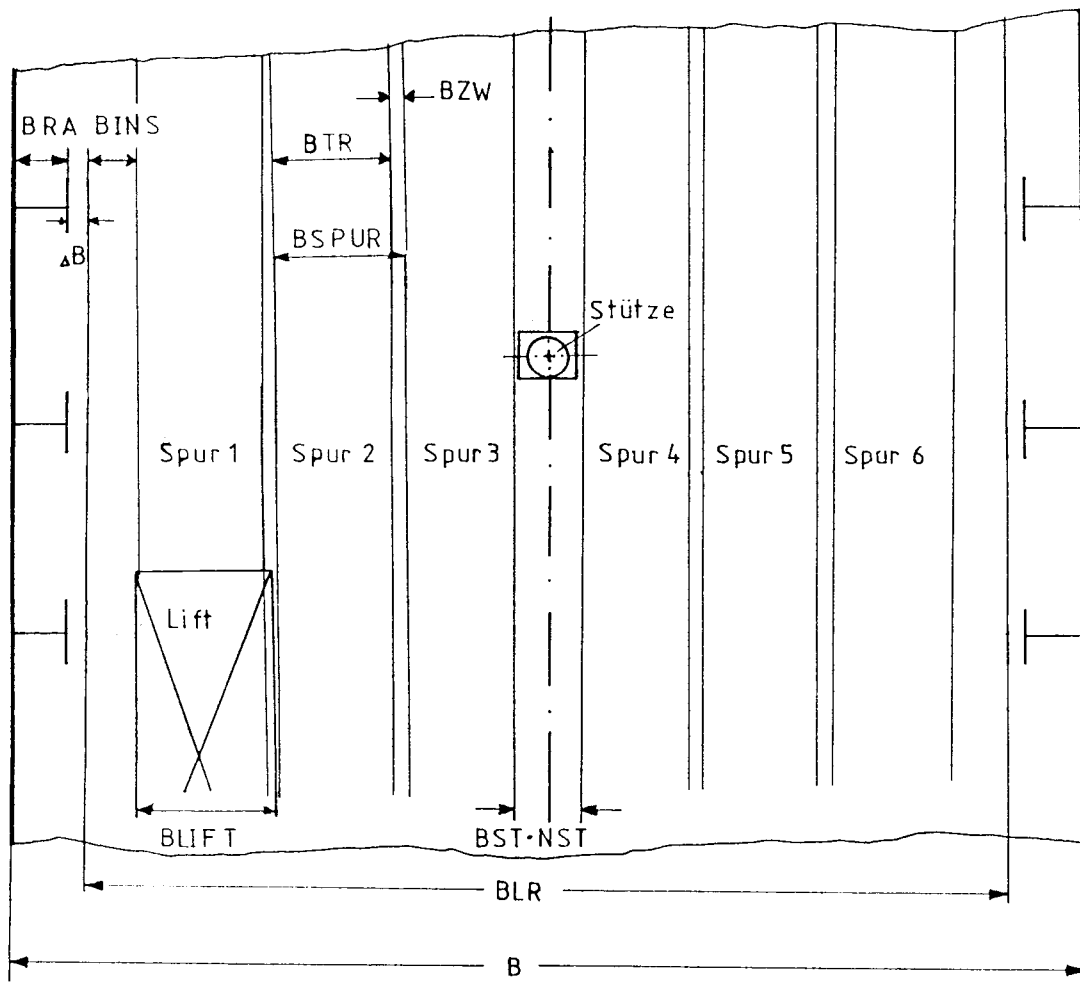 BZW
BRA BINS
BTR
BSPUR
ΔB
Stütze
Spur 1
Spur 2
Spur 3
Spur 4
Spur 5
Spur 6
Lift
BLIFT
BST·NST
BLR
B